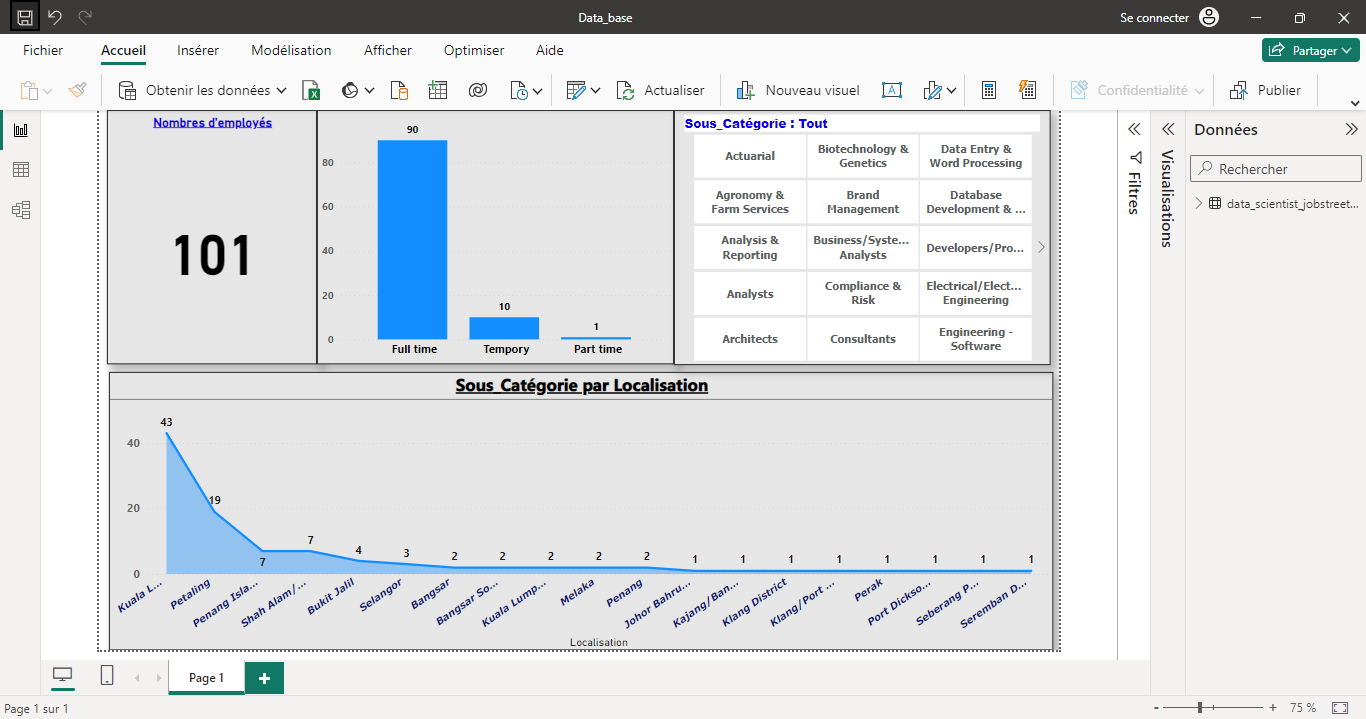 Data_base
Se connecter
Fichier
Accueil
Insérer
Modélisation
Afficher
Optimiser
Aide
Partager
Obtenir les données
Actualiser
Nouveau visuel
Confidentialité
Publier
Nombres d'employés
101
90
80
60
40
20
0
10
1
Full time
Tempory
Part time
Sous_Catégorie : Tout
Actuarial
Biotechnology &
Genetics
Data Entry &
Word Processing
Agronomy &
Farm Services
Brand
Management
Database
Development & ...
Analysis &
Reporting
Business/Syste...
Analysts
Developers/Pro...
Analysts
Compliance &
Risk
Electrical/Elect...
Engineering
Architects
Consultants
Engineering -
Software
Sous_Catégorie par Localisation
40
20
0
43
19
7
7
4
3
2
2
2
2
2
1
1
1
1
1
1
1
1
Kuala L...
Petaling
Penang Isla...
Shah Alam/...
Bukit Jalil
Selangor
Bangsar
Bangsar So...
Kuala Lump...
Melaka
Penang
Johor Bahru...
Kajang/Ban...
Klang District
Klang/Port ...
Perak
Port Dickso...
Seberang P...
Seremban D...
Localisation
Filtres
Visualisations
Données
Rechercher
data_scientist_jobstreet...
Page 1
Page 1 sur 1
- + 75 %